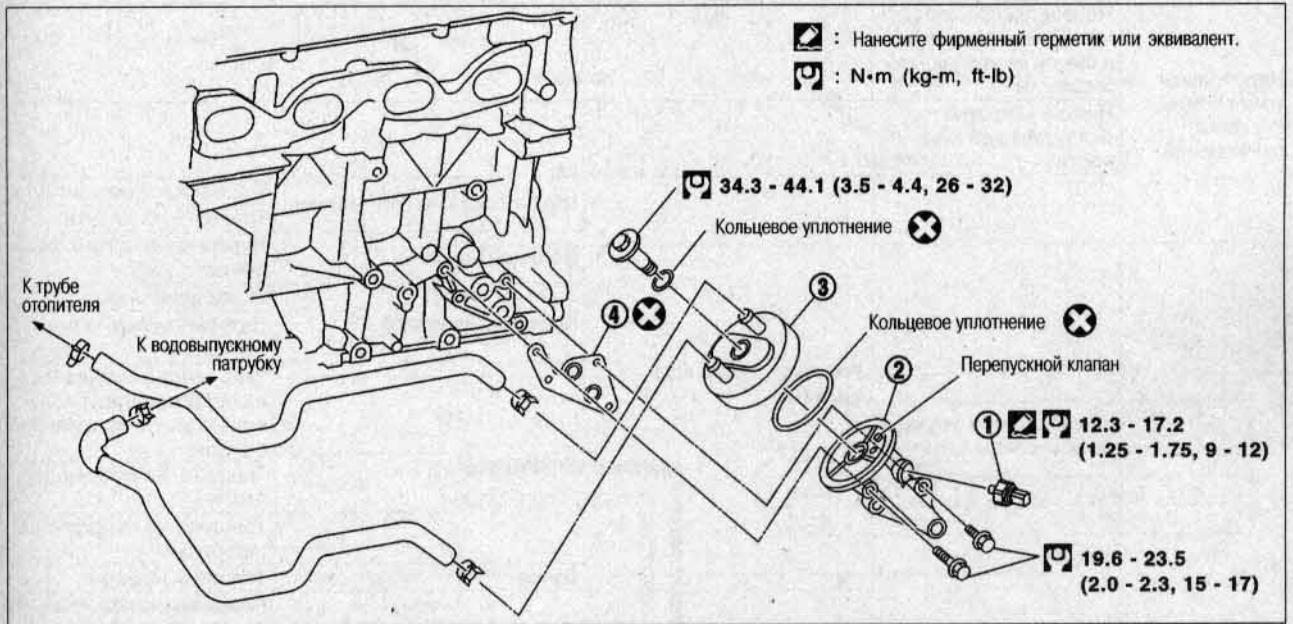 : Нанесите фирменный герметик или эквивалент.
: N•m (kg-m, ft-lb)
34.3 - 44.1 (3.5 - 4.4, 26 - 32)
Кольцевое уплотнение
К трубе
отопителя
К водовыпускному
патрубку
④
③
Кольцевое уплотнение
②
Перепускной клапан
① 12.3 - 17.2
(1.25 - 1.75, 9 - 12)
19.6 - 23.5
(2.0 - 2.3, 15 - 17)